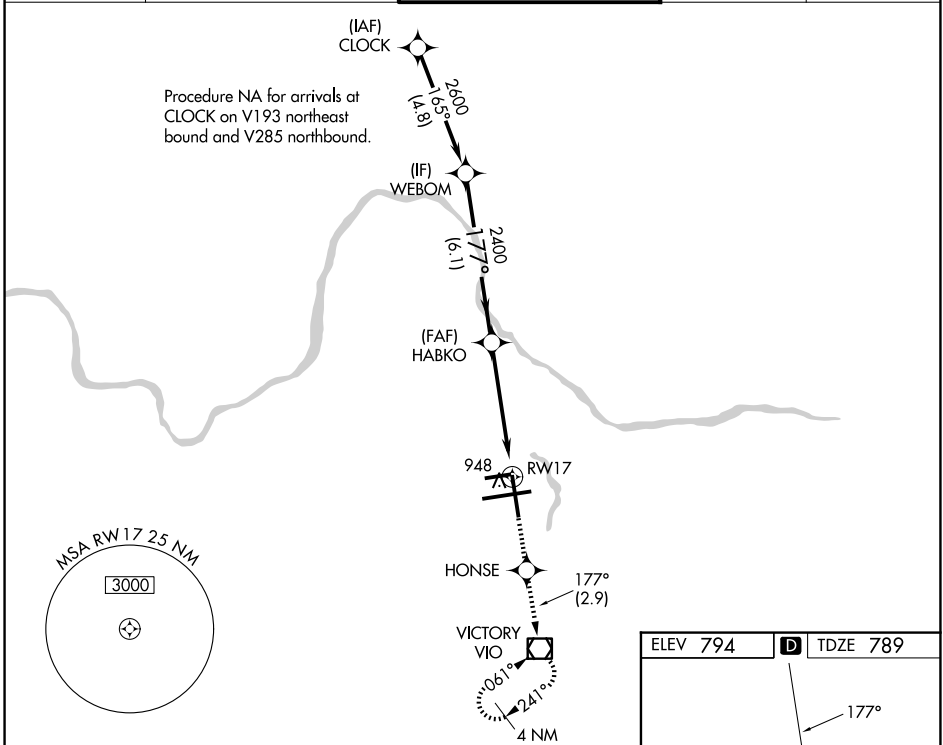 (IAF)
CLOCK
Procedure NA for arrivals at
CLOCK on V193 northeast
bound and V285 northbound.
2600
165°
(4.8)
(IF)
WEBOM
2400
177°
(6.1)
(FAF)
HABKO
948
RW17
MSA RW17 25 NM
3000
HONSE
177°
(2.9)
VICTORY
VIO
061°
241°
4 NM
ELEV 794 D TDZE 789
177°